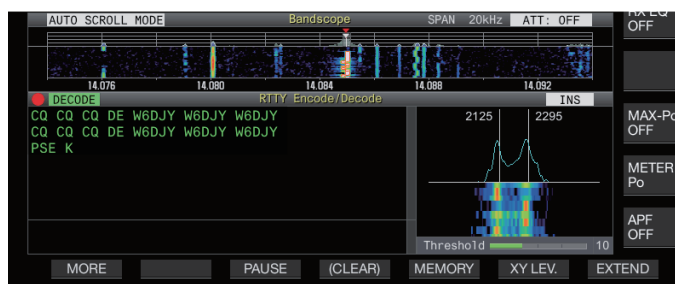 RX EQ
OFF
AUTO SCROLL MODE Bandscope SPAN 20kHz ATT: OFF
14.076 14.080 14.084 14.088 14.092
DECODE RTTY Encode/Decode INS
CQ CQ CQ DE W6DJY W6DJY W6DJY
CQ CQ CQ DE W6DJY W6DJY W6DJY
PSE K
2125 2295
MAX-Po
OFF
METER
Po
APF
OFF
Threshold 10
MORE PAUSE (CLEAR) MEMORY XY LEV. EXTEND